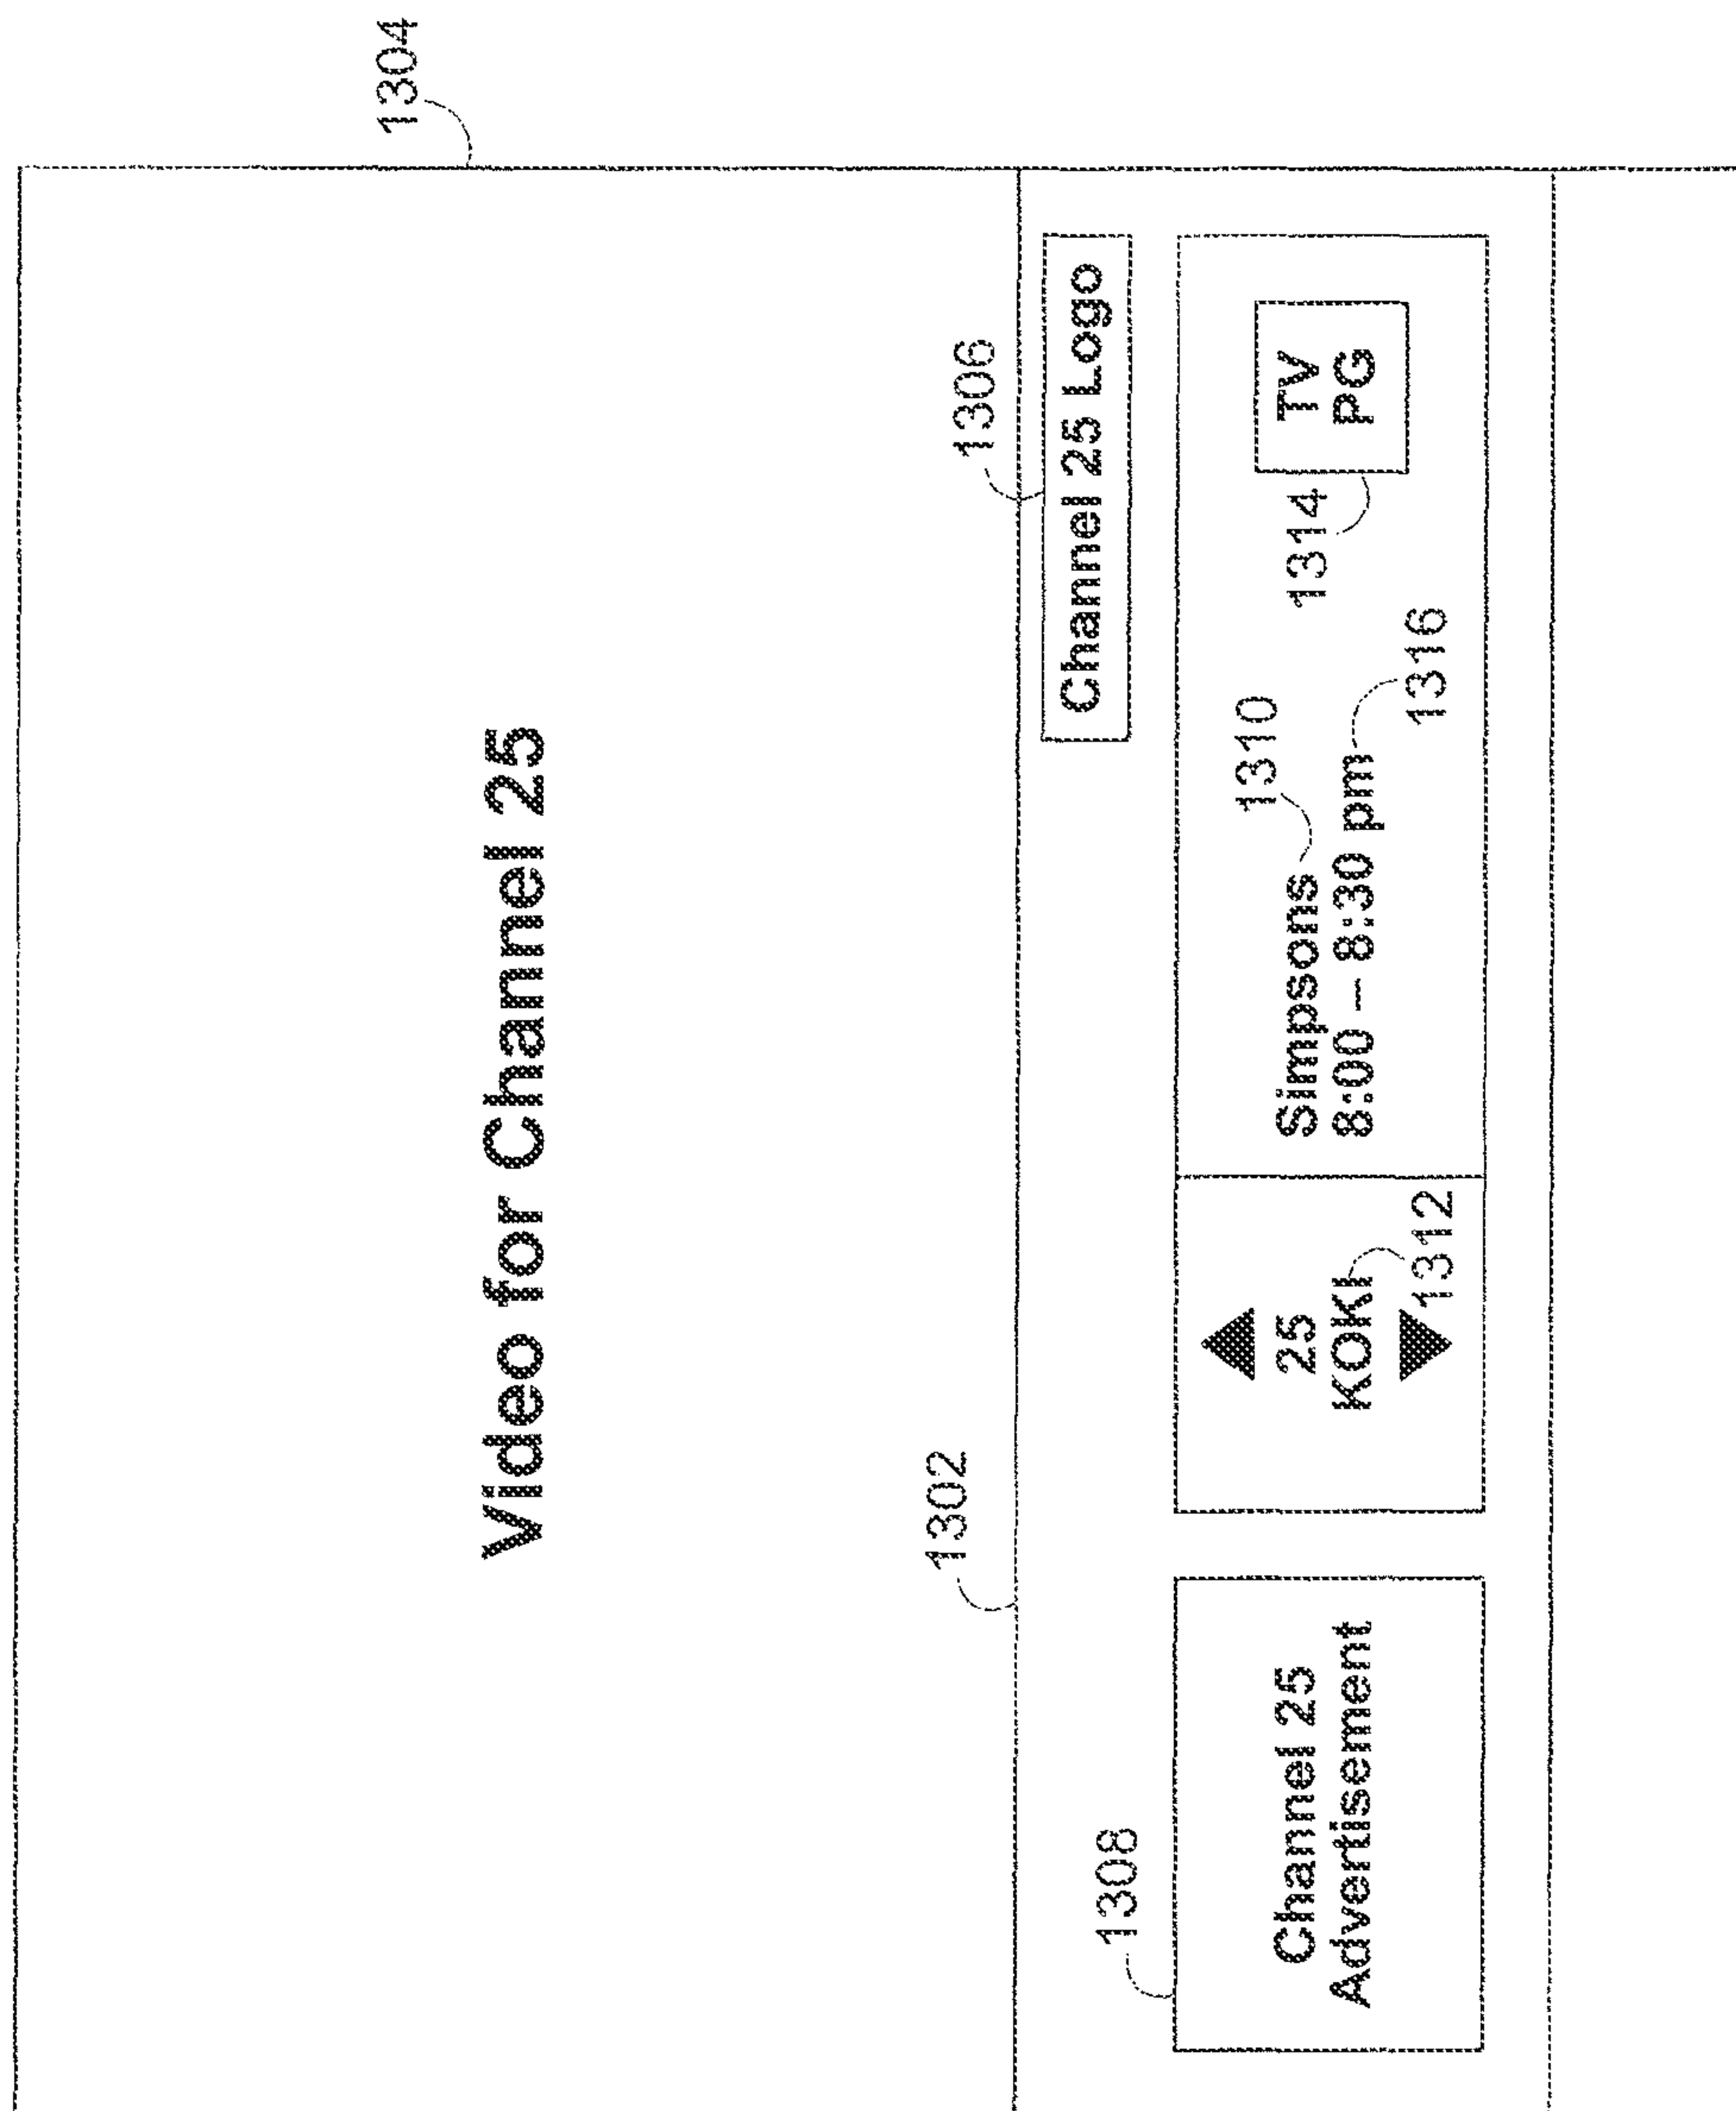 1304
Video for Channel 25
1302
1306
Channel 25 Logo
1308
Channel 25
Advertisement
25
KOKI
1312
1310
Simpsons
8:00 – 8:30 pm
1316
1314
TV
PG